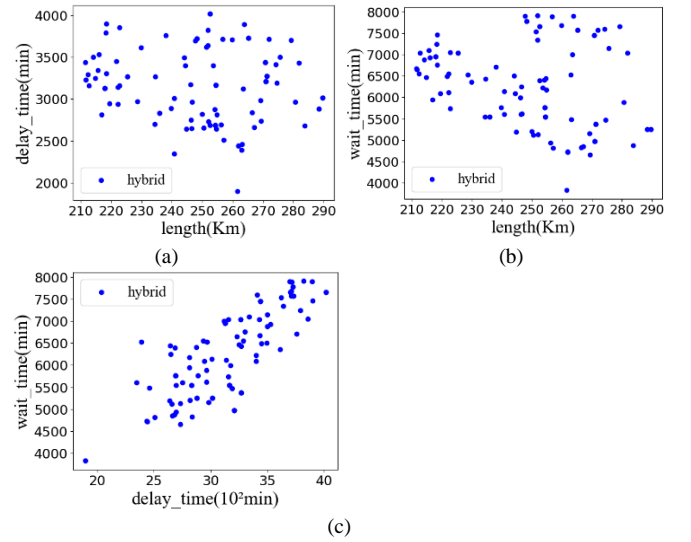 4000
3500
3000
2500
2000
delay_time(min)
hybrid
210 220 230 240 250 260 270 280 290
length(Km)
(a)
8000
7500
7000
6500
6000
5500
5000
4500
4000
wait_time(min)
hybrid
210 220 230 240 250 260 270 280 290
length(Km)
(b)
8000
7500
7000
6500
6000
5500
5000
4500
4000
wait_time(min)
hybrid
20 25 30 35 40
delay_time(10²min)
(c)